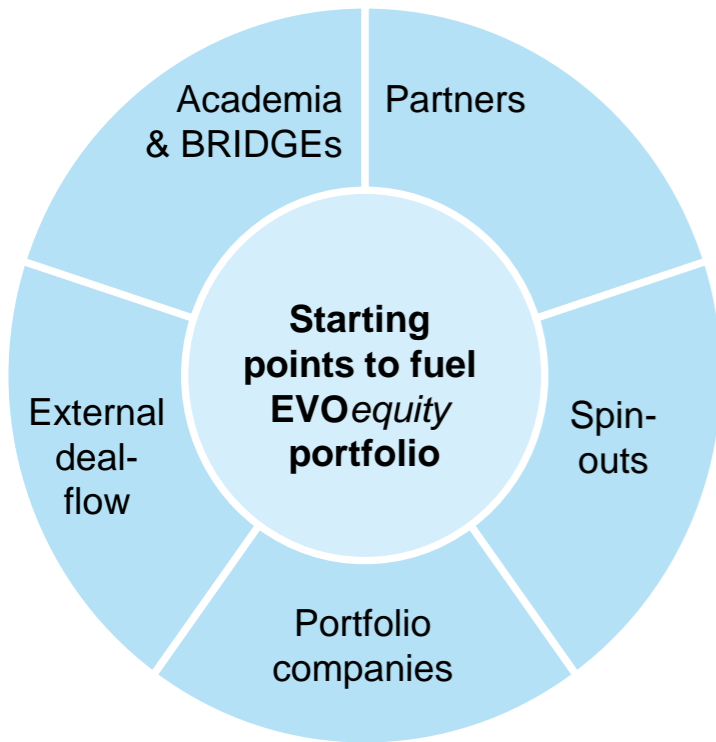 Academia
& BRIDGEs
Partners
Starting
points to fuel
EVOequity
portfolio
External
deal-
flow
Spin-
outs
Portfolio
companies